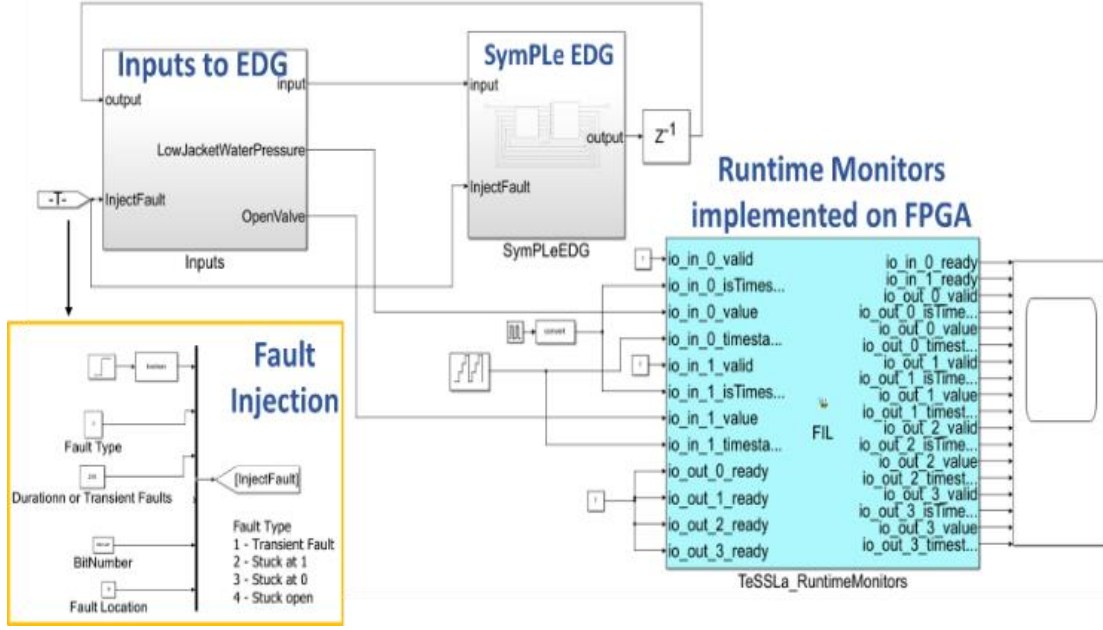 Inputs to EDG
output
input
LowJacketWaterPressure
InjectFault
OpenValve
Inputs
-T-
SymPLe EDG
input
output
InjectFault
SymPLeEDG
Z-1
Runtime Monitors
implemented on FPGA
io_in_0_valid
io_in_0_isTimes...
io_in_0_value
io_in_0_timesta...
io_in_1_valid
io_in_1_isTimes...
io_in_1_value
io_in_1_timesta...
io_out_0_ready
io_out_1_ready
io_out_2_ready
io_out_3_ready
FIL
io_in_0_ready
io_in_1_ready
io_out_0_valid
io_out_0_isTime...
io_out_0_value
io_out_0_timest...
io_out_1_valid
io_out_1_isTime...
io_out_1_value
io_out_1_timest...
io_out_2_valid
io_out_2_isTime...
io_out_2_value
io_out_2_timest...
io_out_3_valid
io_out_3_isTime...
io_out_3_value
io_out_3_timest...
TeSSLa_RuntimeMonitors
convert
Fault
Injection
boolean
Fault Type
Durationn or Transient Faults
BitNumber
Fault Location
[InjectFault]
Fault Type
1 - Transient Fault
2 - Stuck at 1
3 - Stuck at 0
4 - Stuck open